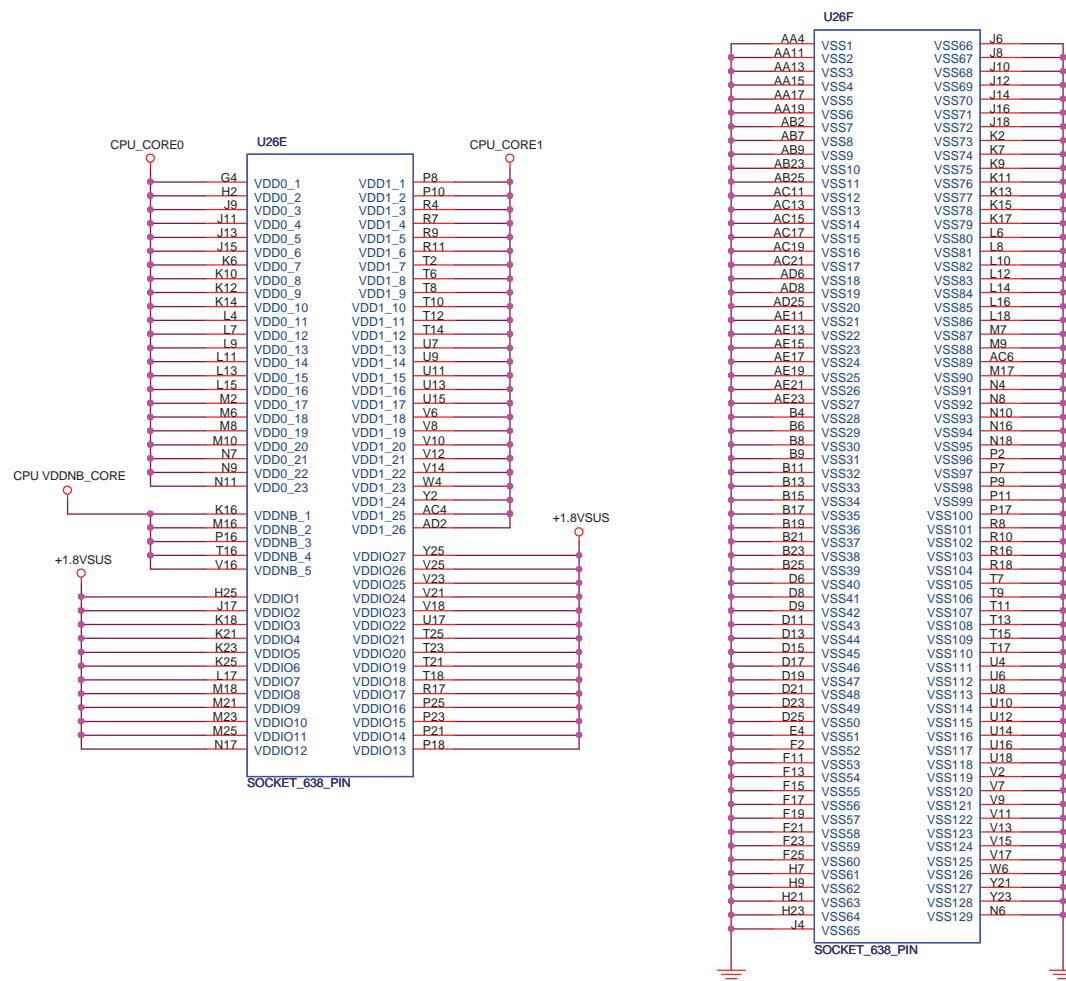 U26E
CPU_CORE0 CPU_CORE1
G4 VDD0_1 VDD1_1 P8
H2 VDD0_2 VDD1_2 P10
J9 VDD0_3 VDD1_3 R4
J11 VDD0_4 VDD1_4 R7
J13 VDD0_5 VDD1_5 R9
J15 VDD0_6 VDD1_6 R11
K6 VDD0_7 VDD1_7 T2
K10 VDD0_8 VDD1_8 T6
K12 VDD0_9 VDD1_9 T8
K14 VDD0_10 VDD1_10 T10
L4 VDD0_11 VDD1_11 T12
L7 VDD0_12 VDD1_12 T14
L9 VDD0_13 VDD1_13 U7
L11 VDD0_14 VDD1_14 U9
L13 VDD0_15 VDD1_15 U11
L15 VDD0_16 VDD1_16 U13
M2 VDD0_17 VDD1_17 U15
M6 VDD0_18 VDD1_18 V6
M8 VDD0_19 VDD1_19 V8
M10 VDD0_20 VDD1_20 V10
N7 VDD0_21 VDD1_21 V12
N9 VDD0_22 VDD1_22 V14
N11 VDD0_23 VDD1_23 W4
VDD1_24 Y2
CPU VDDNB_CORE
K16 VDDNB_1 VDD1_25 AC4
M16 VDDNB_2 VDD1_26 AD2
P16 VDDNB_3
+1.8VSUS
T16 VDDNB_4 VDDIO27 Y25
V16 VDDNB_5 VDDIO26 V25
+1.8VSUS
VDDIO25 V23
H25 VDDIO1 VDDIO24 V21
J17 VDDIO2 VDDIO23 V18
K18 VDDIO3 VDDIO22 U17
K21 VDDIO4 VDDIO21 T25
K23 VDDIO5 VDDIO20 T23
K25 VDDIO6 VDDIO19 T21
L17 VDDIO7 VDDIO18 T18
M18 VDDIO8 VDDIO17 R17
M21 VDDIO9 VDDIO16 P25
M23 VDDIO10 VDDIO15 P23
M25 VDDIO11 VDDIO14 P21
N17 VDDIO12 VDDIO13 P18
SOCKET_638_PIN
U26F
AA4 VSS1 VSS66 J6
AA11 VSS2 VSS67 J8
AA13 VSS3 VSS68 J10
AA15 VSS4 VSS69 J12
AA17 VSS5 VSS70 J14
AA19 VSS6 VSS71 J16
AB2 VSS7 VSS72 J18
AB7 VSS8 VSS73 K2
AB9 VSS9 VSS74 K7
AB23 VSS10 VSS75 K9
AB25 VSS11 VSS76 K11
AC11 VSS12 VSS77 K13
AC13 VSS13 VSS78 K15
AC15 VSS14 VSS79 K17
AC17 VSS15 VSS80 L6
AC19 VSS16 VSS81 L8
AC21 VSS17 VSS82 L10
AD6 VSS18 VSS83 L12
AD8 VSS19 VSS84 L14
AD25 VSS20 VSS85 L16
AE11 VSS21 VSS86 L18
AE13 VSS22 VSS87 M7
AE15 VSS23 VSS88 M9
AE17 VSS24 VSS89 AC6
AE19 VSS25 VSS90 M17
AE21 VSS26 VSS91 N4
AE23 VSS27 VSS92 N8
B4 VSS28 VSS93 N10
B6 VSS29 VSS94 N16
B8 VSS30 VSS95 N18
B9 VSS31 VSS96 P2
B11 VSS32 VSS97 P7
B13 VSS33 VSS98 P9
B15 VSS34 VSS99 P11
B17 VSS35 VSS100 P17
B19 VSS36 VSS101 R8
B21 VSS37 VSS102 R10
B23 VSS38 VSS103 R16
B25 VSS39 VSS104 R18
D6 VSS40 VSS105 T7
D8 VSS41 VSS106 T9
D9 VSS42 VSS107 T11
D11 VSS43 VSS108 T13
D13 VSS44 VSS109 T15
D15 VSS45 VSS110 T17
D17 VSS46 VSS111 U4
D19 VSS47 VSS112 U6
D21 VSS48 VSS113 U8
D23 VSS49 VSS114 U10
D25 VSS50 VSS115 U12
E4 VSS51 VSS116 U14
F2 VSS52 VSS117 U16
F11 VSS53 VSS118 U18
F13 VSS54 VSS119 V2
F15 VSS55 VSS120 V7
F17 VSS56 VSS121 V9
F19 VSS57 VSS122 V11
F21 VSS58 VSS123 V13
F23 VSS59 VSS124 V15
F25 VSS60 VSS125 V17
H7 VSS61 VSS126 W6
H9 VSS62 VSS127 Y21
H21 VSS63 VSS128 Y23
H23 VSS64 VSS129 N6
J4 VSS65
SOCKET_638_PIN